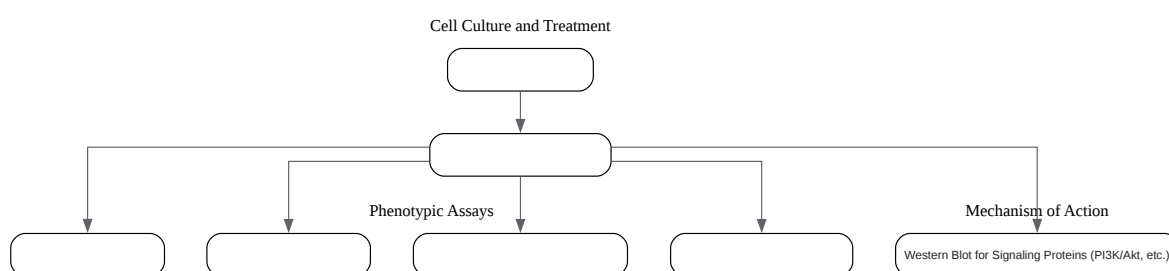 Cell Culture and Treatment
Phenotypic Assays
Mechanism of Action
Western Blot for Signaling Proteins (PI3K/Akt, etc.)